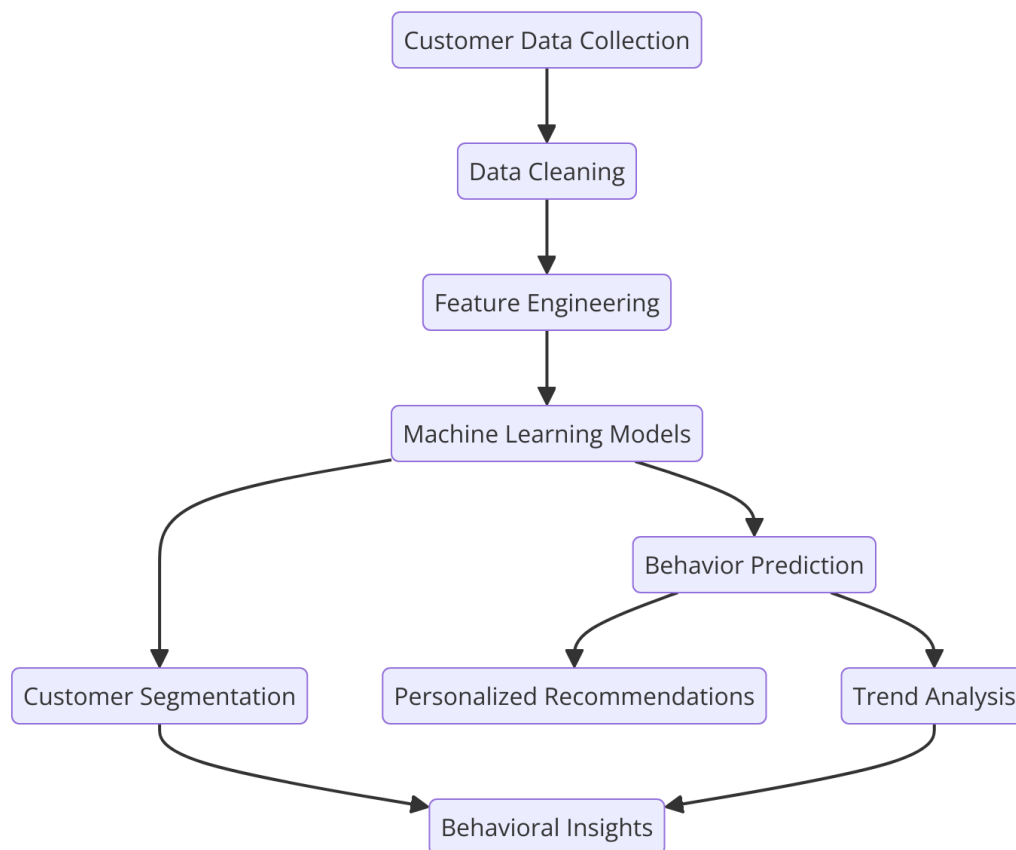 Customer Data Collection
Data Cleaning
Feature Engineering
Machine Learning Models
Behavior Prediction
Customer Segmentation
Personalized Recommendations
Trend Analysis
Behavioral Insights